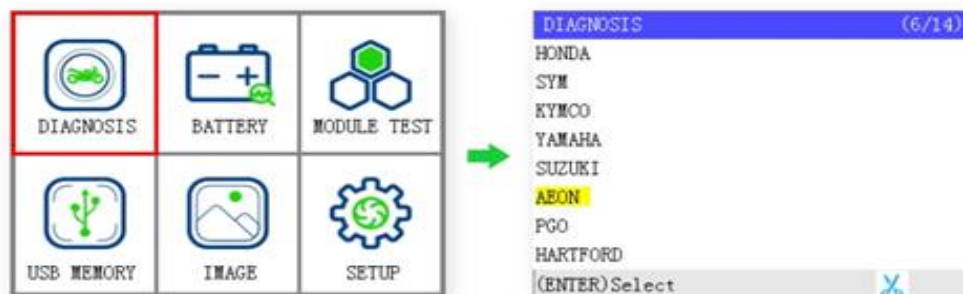 DIAGNOSIS
BATTERY
MODULE TEST
USB MEMORY
IMAGE
SETUP
DIAGNOSIS (6/14)
HONDA
SYM
KYMCO
YAMAHA
SUZUKI
AEON
PGO
HARTFORD
(ENTER)Select